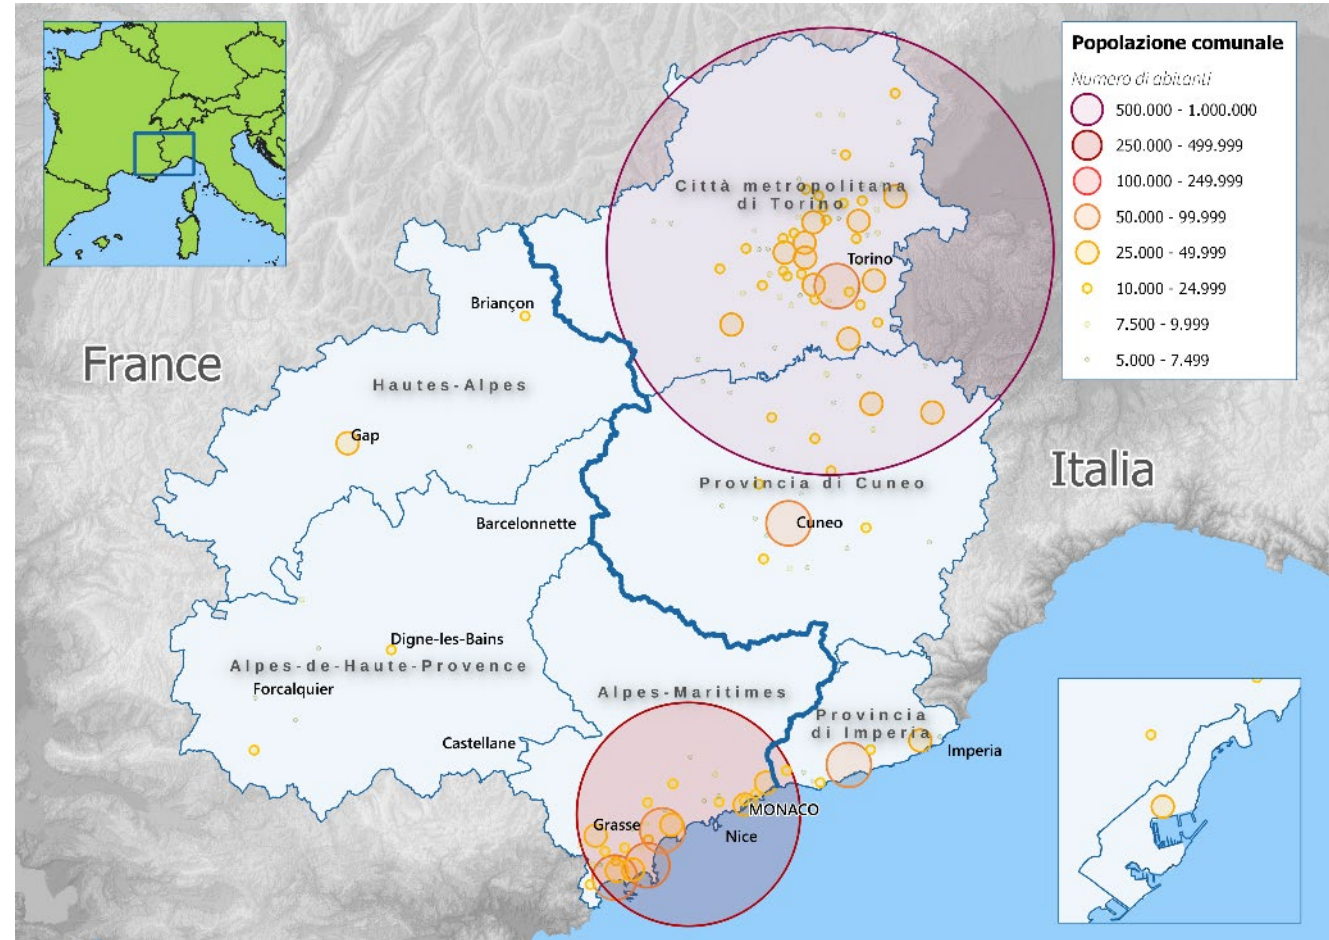 Popolazione comunale
Numero di abitanti
500.000 - 1.000.000
250.000 - 499.999
100.000 - 249.999
50.000 - 99.999
25.000 - 49.999
10.000 - 24.999
7.500 - 9.999
5.000 - 7.499
Città metropolitana
di Torino
Torino
Briançon
France
Hautes-Alpes
Gap
Italia
Provincia di Cuneo
Barcelonnette
Cuneo
Digne-les-Bains
Alpes-de-Haute-Provence
Forcalquier
Alpes-Maritimes
Provincia
di Imperia
Castellane
Imperia
MONACO
Grasse
Nice